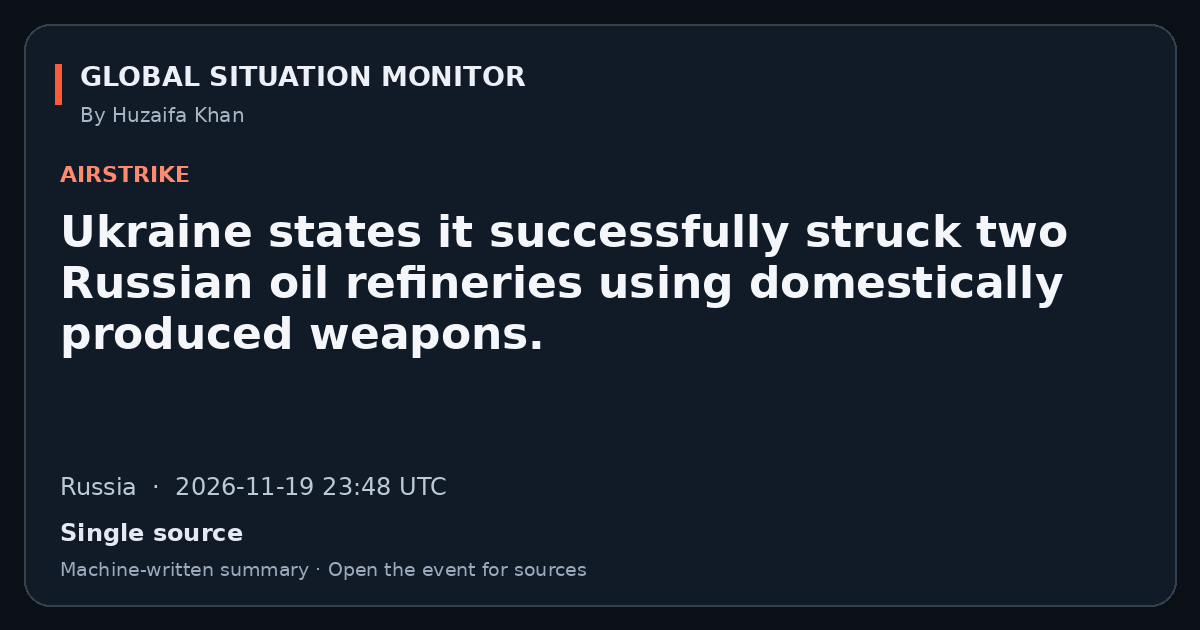 GLOBAL SITUATION MONITOR
By Huzaifa Khan
AIRSTRIKE
Ukraine states it successfully struck two
Russian oil refineries using domestically
produced weapons.
Russia · 2026-11-19 23:48 UTC
Single source
Machine-written summary · Open the event for sources